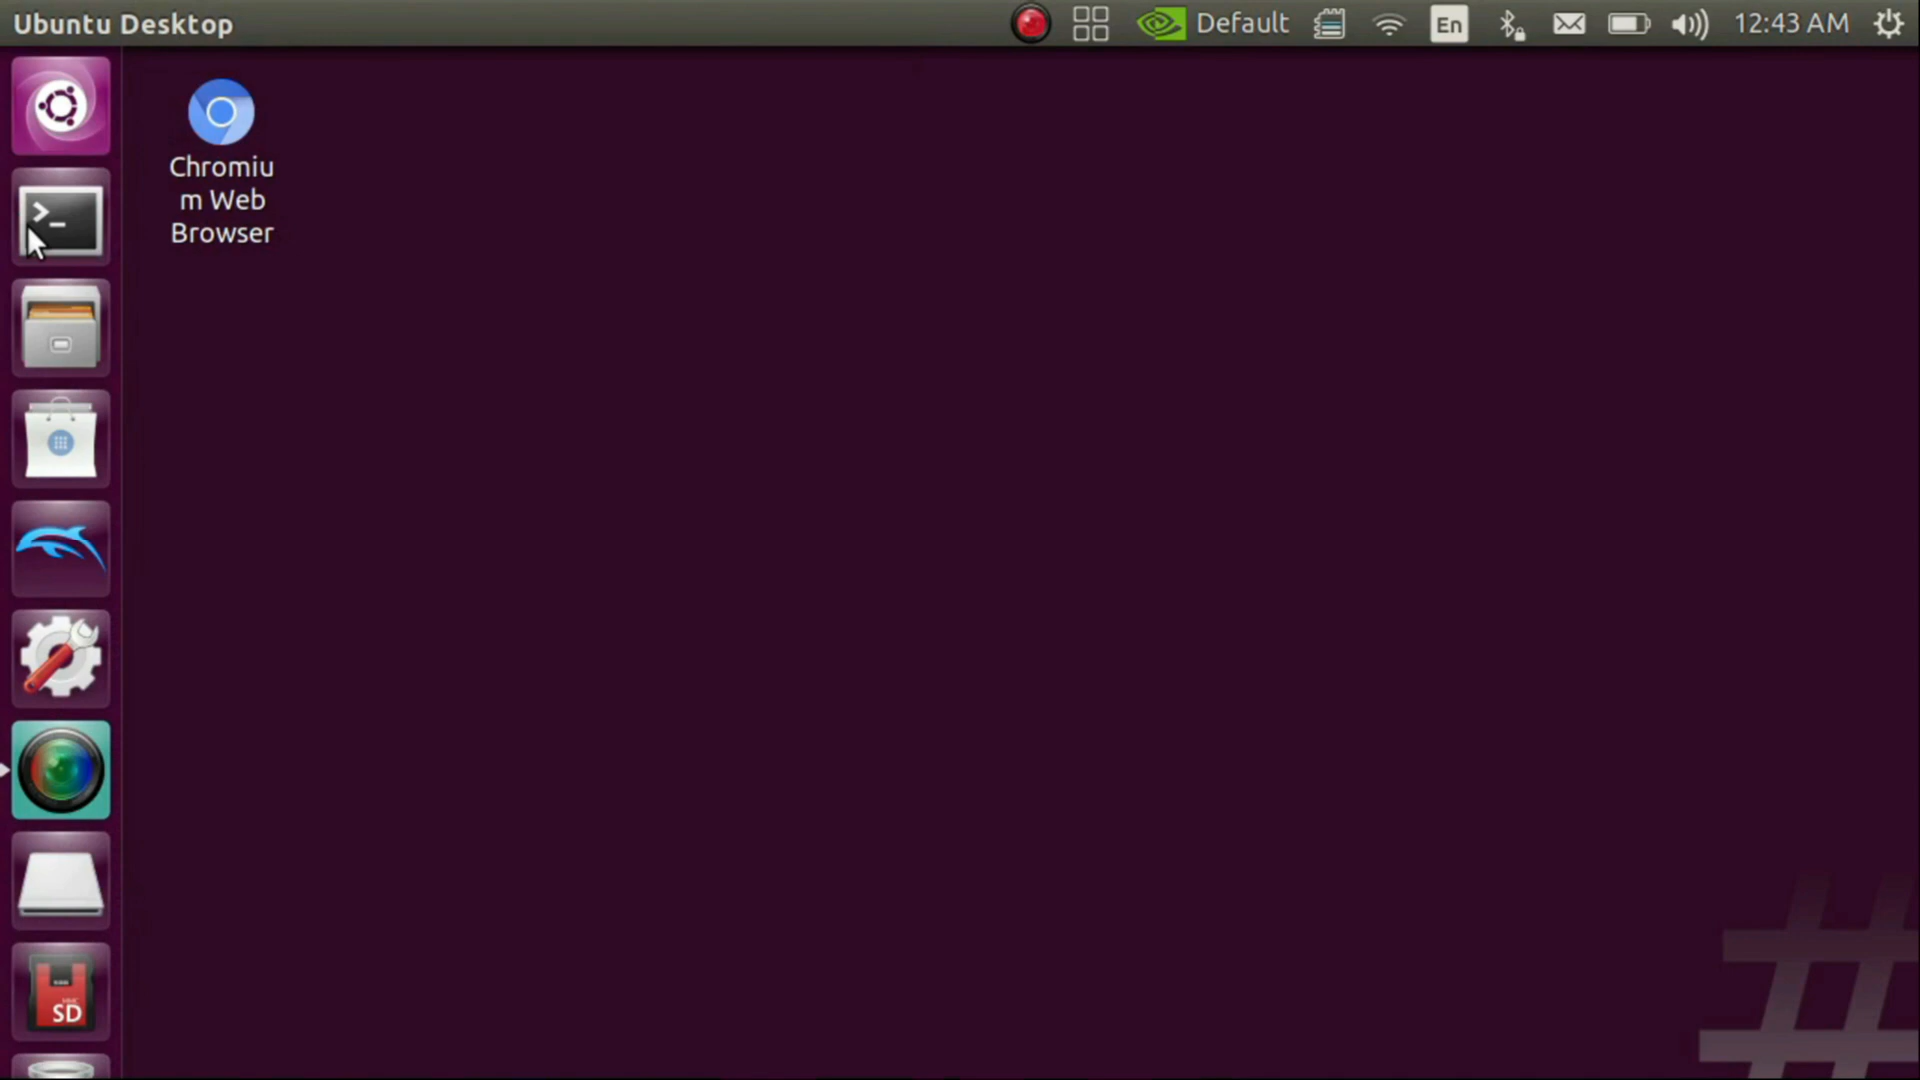 Ubuntu Desktop
Default
En
12:43 AM
Chromiu
m Web
Browser
>_
SD
#